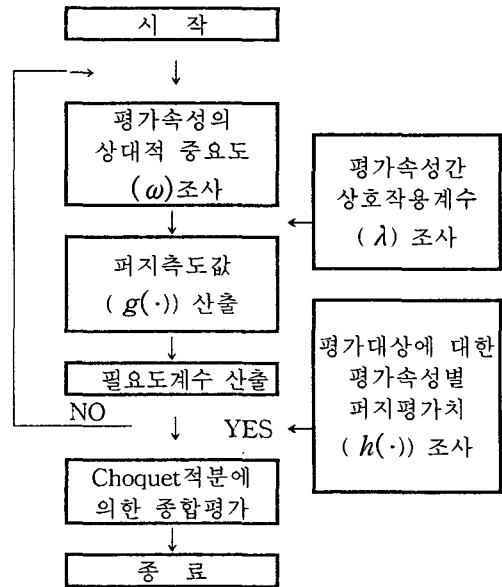 시 작
평가속성의
상대적 중요도
(ω)조사
평가속성간
상호작용계수
( λ) 조사
퍼지측도값
( g(·)) 산출
필요도계수 산출
평가대상에 대한
평가속성별
퍼지평가치
( h(·)) 조사
NO
YES
Choquet적분에
의한 종합평가
종 료